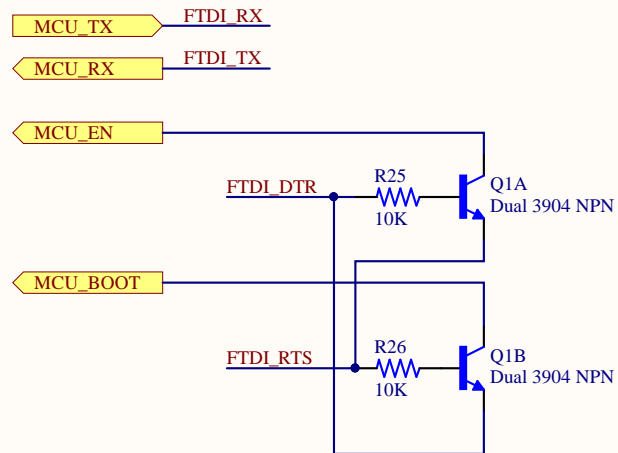 MCU_TX FTDI_RX
MCU_RX FTDI_TX
MCU_EN
R25
FTDI_DTR
10K
Q1A
Dual 3904 NPN
MCU_BOOT
R26
FTDI_RTS
10K
Q1B
Dual 3904 NPN